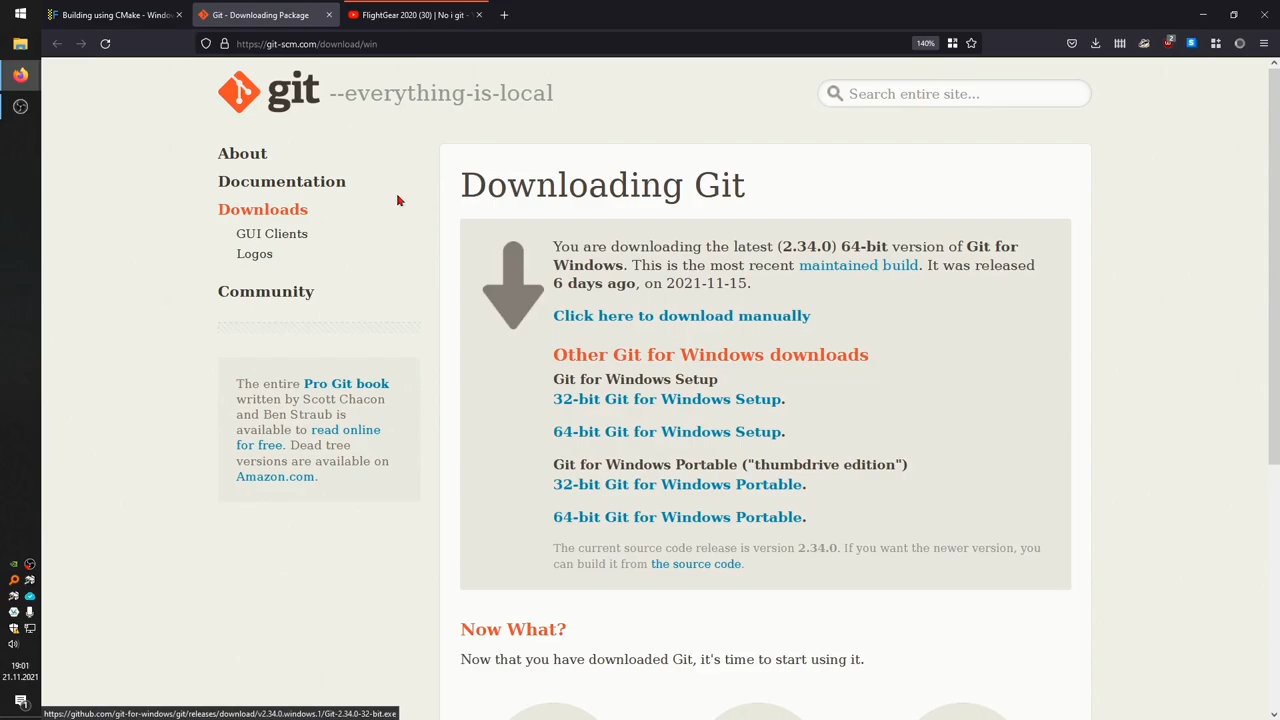 Building using CMake - Windo
Git - Downloading Package
FlightGear 2020 (30) | No i git -
https://git-scm.com/download/win
140%
2
git --everything-is-local
Search entire site...
About
Documentation
Downloads
GUI Clients
Logos
Community
The entire Pro Git book
written by Scott Chacon
and Ben Straub is
available to read online
for free. Dead tree
versions are available on
Amazon.com.
Downloading Git
You are downloading the latest (2.34.0) 64-bit version of Git for
Windows. This is the most recent maintained build. It was released
6 days ago, on 2021-11-15.
Click here to download manually
Other Git for Windows downloads
Git for Windows Setup
32-bit Git for Windows Setup.
64-bit Git for Windows Setup.
Git for Windows Portable ("thumbdrive edition")
32-bit Git for Windows Portable.
64-bit Git for Windows Portable.
The current source code release is version 2.34.0. If you want the newer version, you
can build it from the source code.
Now What?
Now that you have downloaded Git, it's time to start using it.
19:01
21.11.2021
1
https://github.com/git-for-windows/git/releases/download/v2.34.0.windows.1/Git-2.34.0-32-bit.exe